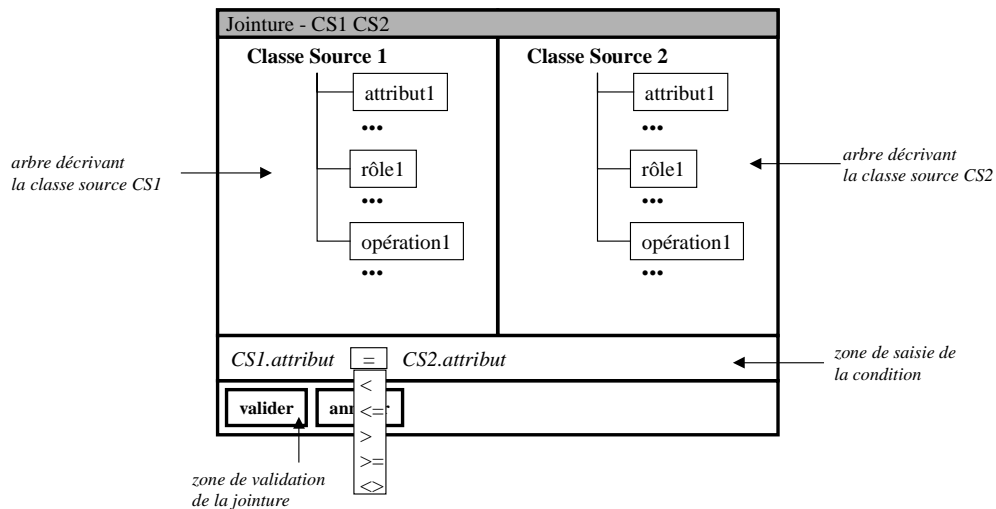 Jointure - CS1 CS2
Classe Source 1
attribut1
•••
rôle1
•••
opération1
•••
Classe Source 2
attribut1
•••
rôle1
•••
opération1
•••
arbre décrivant
la classe source CS1
arbre décrivant
la classe source CS2
CS1.attribut = CS2.attribut
<
<=
>
>=
<>
zone de saisie de
la condition
valider
zone de validation
de la jointure